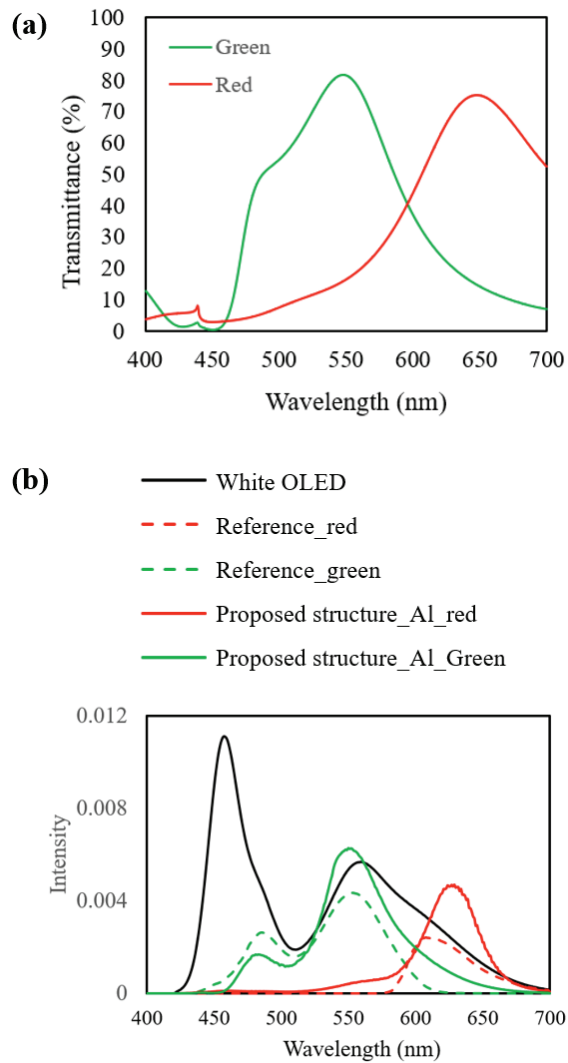 (a)
100
90
80
70
60
50
40
30
20
10
0
Transmittance (%)
Green
Red
400 450 500 550 600 650 700
Wavelength (nm)
(b)
White OLED
Reference_red
Reference_green
Proposed structure_Al_red
Proposed structure_Al_Green
0.012
0.008
0.004
0
Intensity
400 450 500 550 600 650 700
Wavelength (nm)